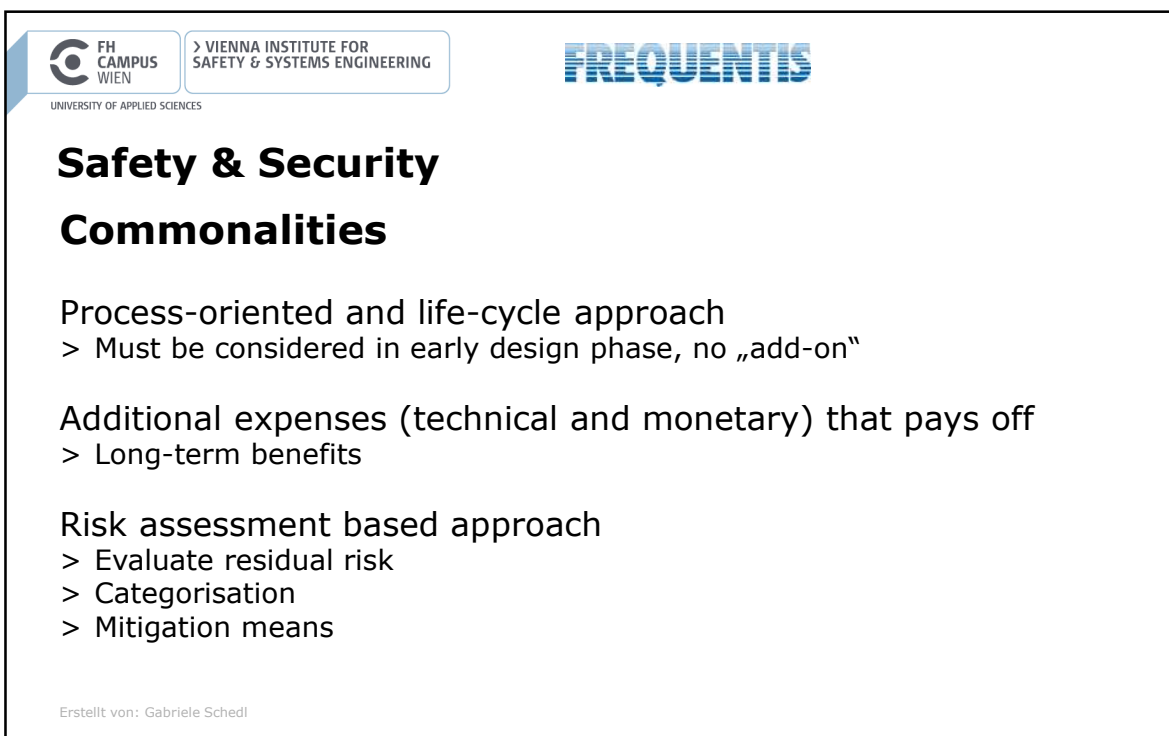 FH
CAMPUS
WIEN
> VIENNA INSTITUTE FOR
SAFETY & SYSTEMS ENGINEERING
UNIVERSITY OF APPLIED SCIENCES
FREQUENTIS
Safety & Security
Commonalities
Process-oriented and life-cycle approach
> Must be considered in early design phase, no „add-on“
Additional expenses (technical and monetary) that pays off
> Long-term benefits
Risk assessment based approach
> Evaluate residual risk
> Categorisation
> Mitigation means
Erstellt von: Gabriele Schedl